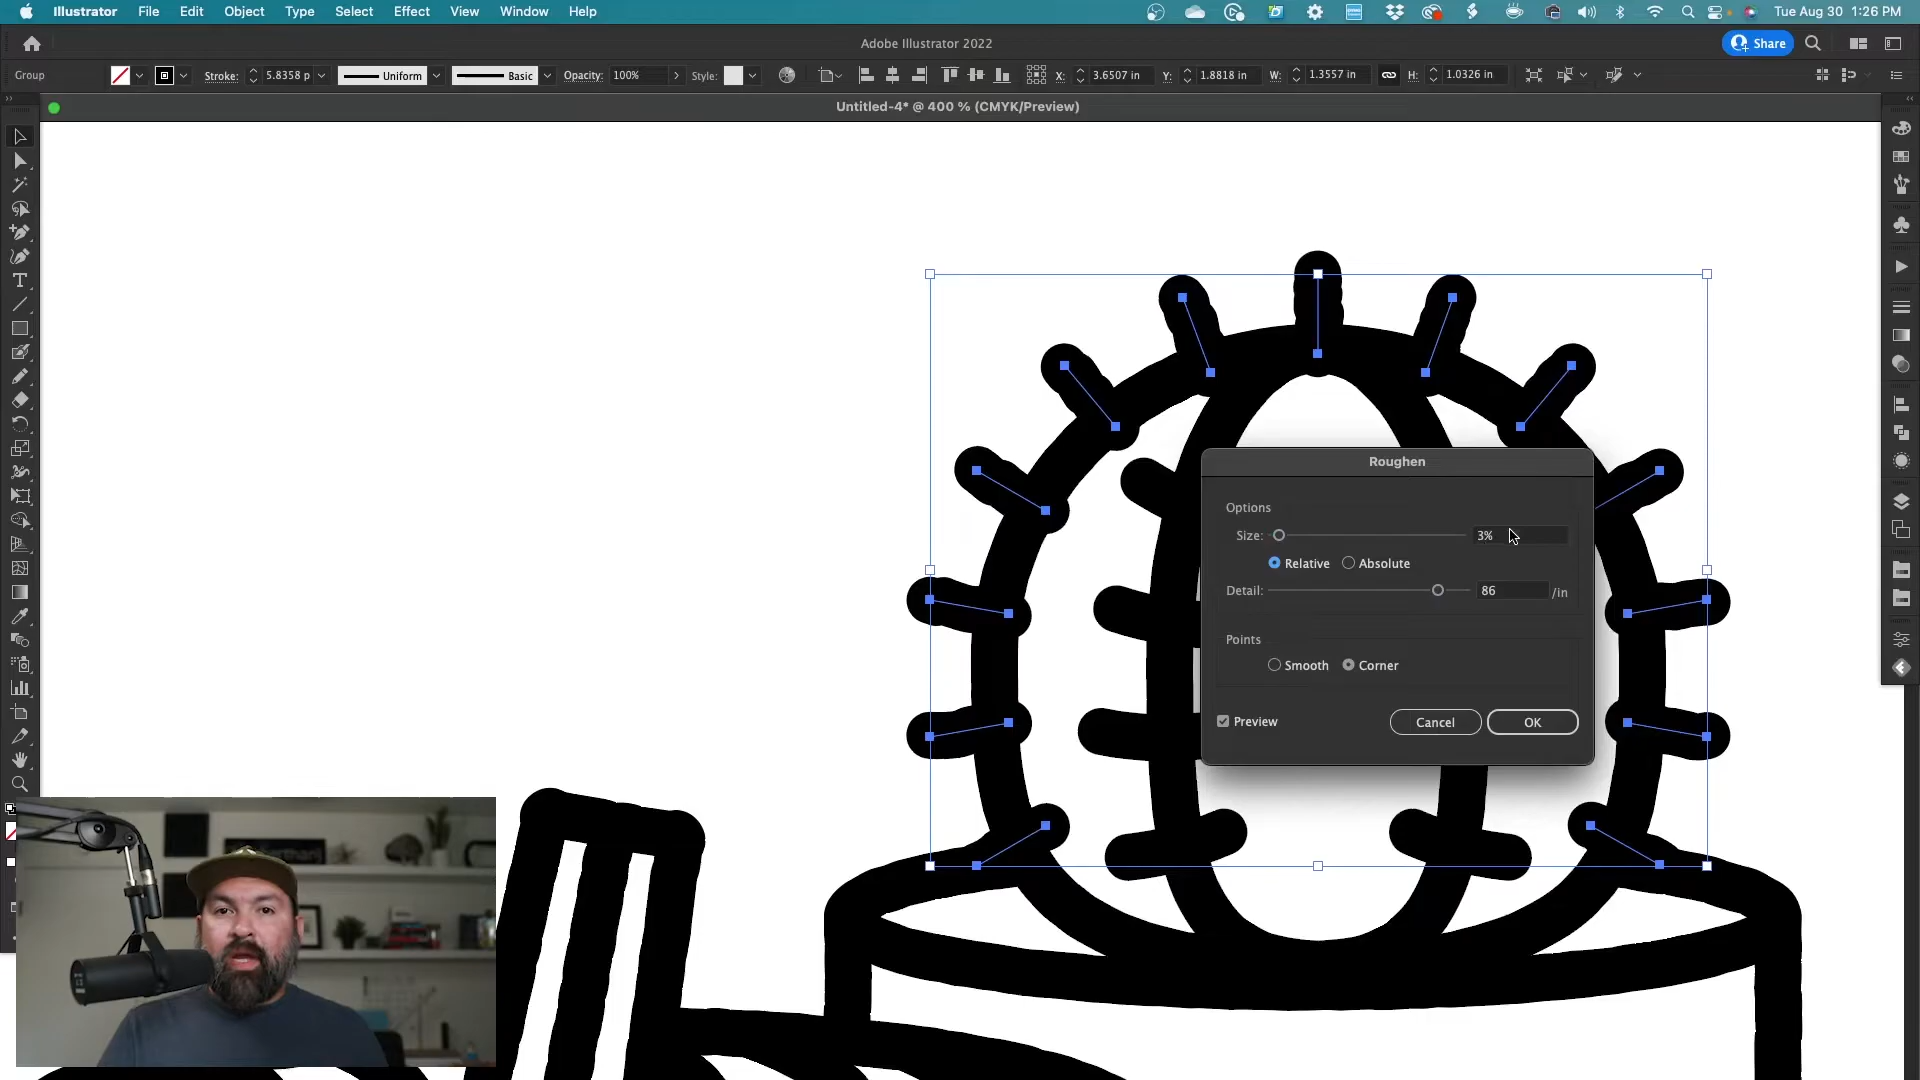 Illustrator File Edit Object Type Select Effect View Window Help Tue Aug 30 1:26 PM
Adobe Illustrator 2022 Share
Group Stroke: 5.8358 p Uniform Basic Opacity: 100% Style: X: 3.6507 in Y: 1.8818 in W: 1.3557 in H: 1.0326 in
Untitled-4* @ 400 % (CMYK/Preview)
Roughen
Options
Size: 3%
Relative Absolute
Detail: 86 /in
Points
Smooth Corner
Preview Cancel OK